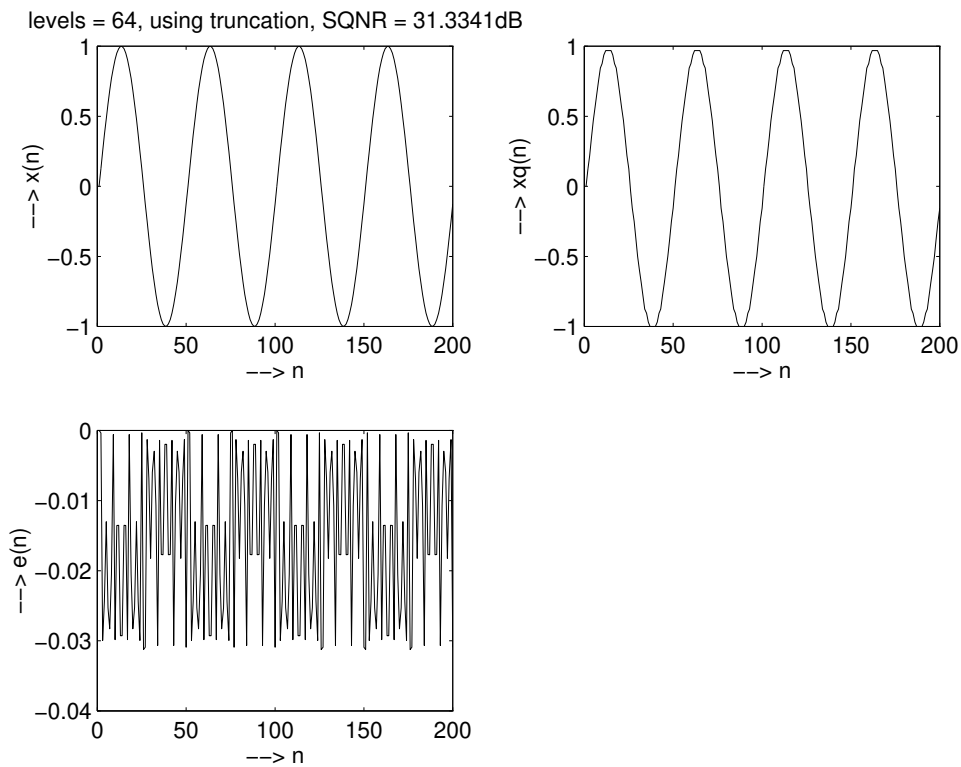 levels = 64, using truncation, SQNR = 31.3341dB
1
0.5
0
−0.5
−1
−−> x(n)
0 50 100 150 200
−−> n
1
0.5
0
−0.5
−1
−−> xq(n)
0 50 100 150 200
−−> n
0
−0.01
−0.02
−0.03
−0.04
−−> e(n)
0 50 100 150 200
−−> n